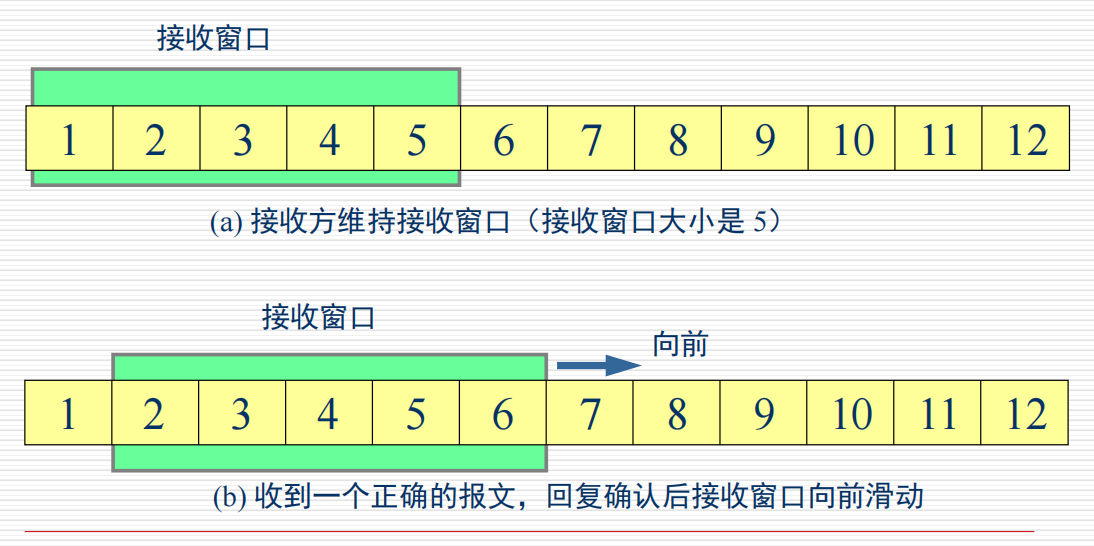 接收窗口
1 2 3 4 5 6 7 8 9 10 11 12
(a) 接收方维持接收窗口（接收窗口大小是 5）
接收窗口
向前
1 2 3 4 5 6 7 8 9 10 11 12
(b) 收到一个正确的报文，回复确认后接收窗口向前滑动